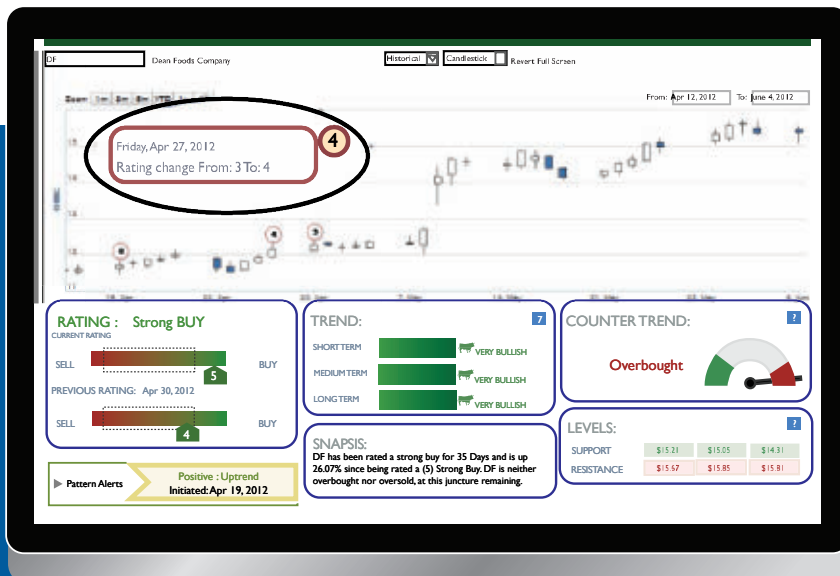 DF
Dean Foods Company
Historical
Candlestick
Revert Full Screen
From: Apr 12, 2012 To: June 4, 2012
Friday, Apr 27, 2012
Rating change From: 3 To: 4
4
RATING : Strong BUY
CURRENT RATING
SELL
BUY
5
PREVIOUS RATING: Apr 30, 2012
SELL
BUY
4
Pattern Alerts
Positive : Uptrend
Initiated: Apr 19, 2012
TREND:
7
SHORT TERM
VERY BULLISH
MEDIUM TERM
VERY BULLISH
LONG TERM
VERY BULLISH
SNAPSIS:
DF has been rated a strong buy for 35 Days and is up
26.07% since being rated a (5) Strong Buy. DF is neither
overbought nor oversold, at this juncture remaining.
COUNTER TREND:
?
Overbought
LEVELS:
?
SUPPORT $15.21 $15.05 $14.31
RESISTANCE $15.67 $15.85 $15.81